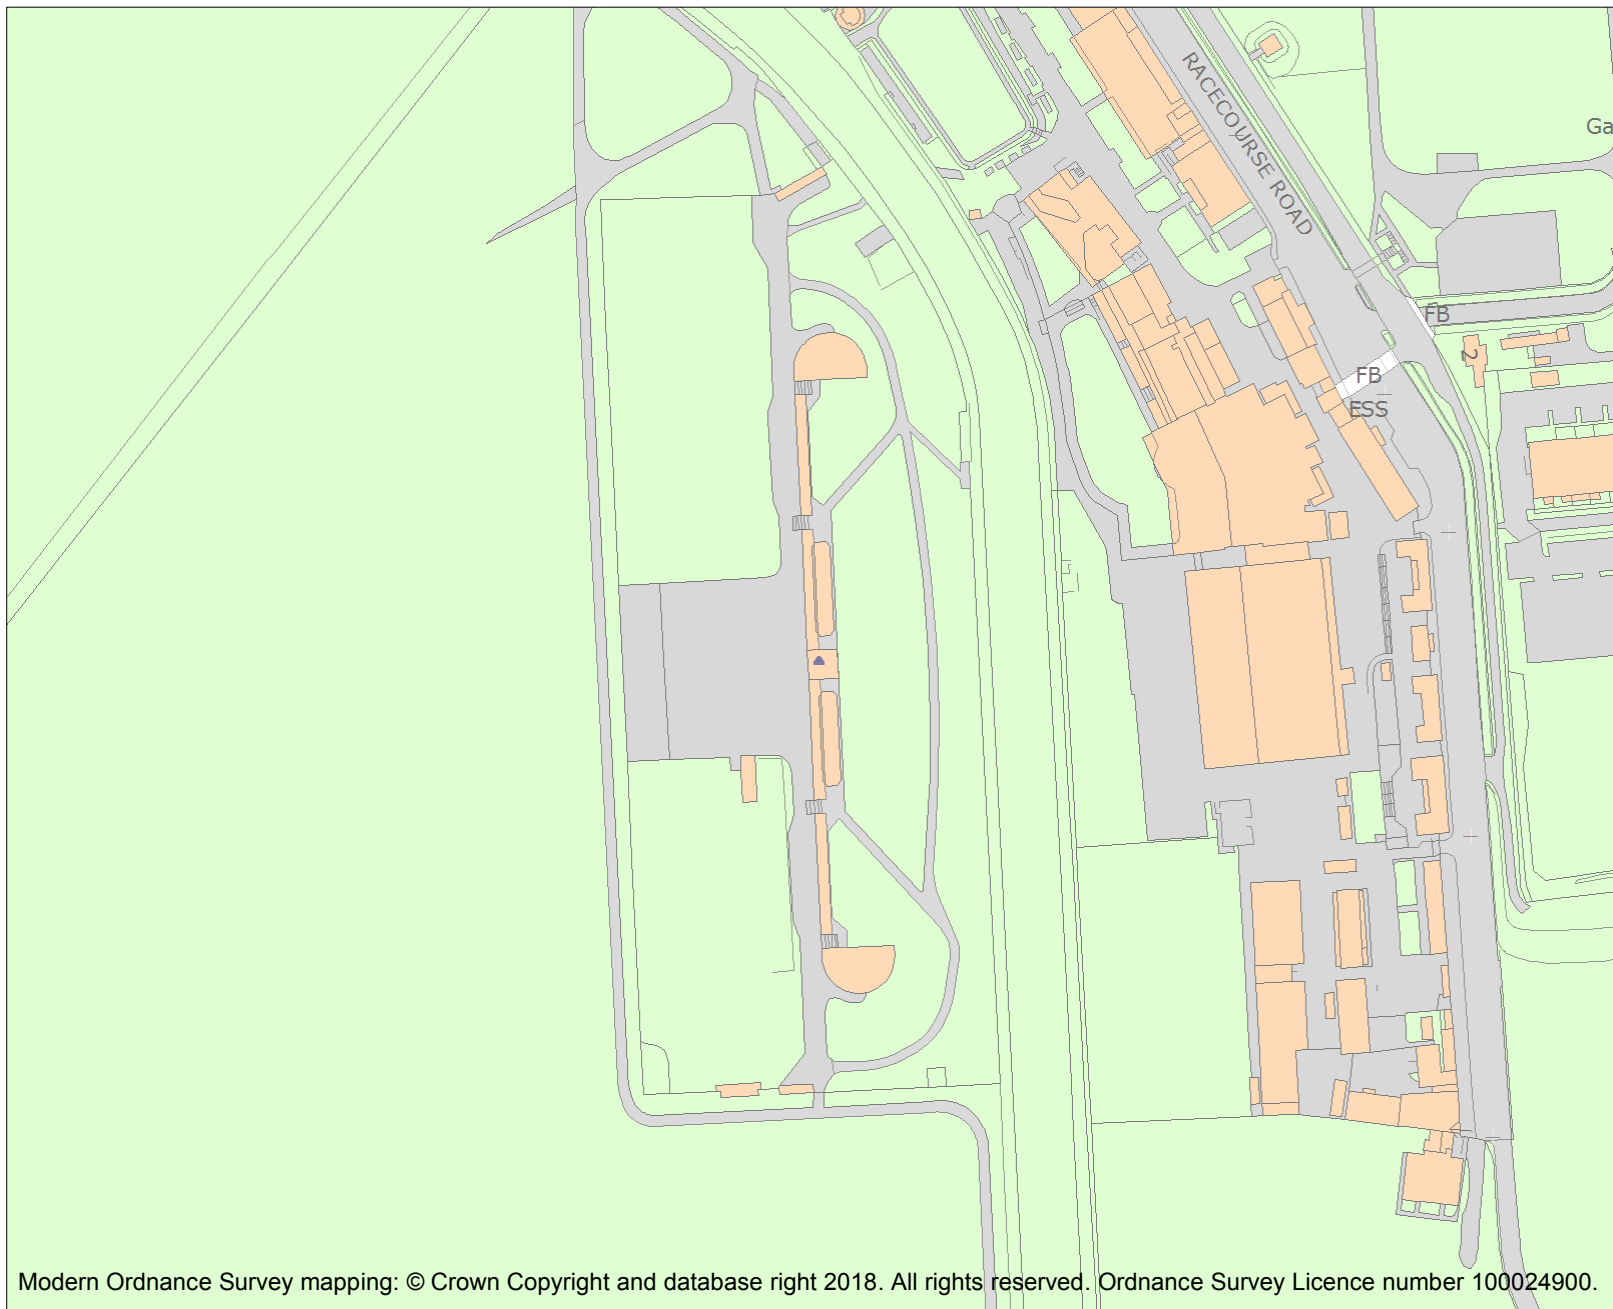 RACECOURSE ROAD
Ga
FB
2
FB
ESS
Modern Ordnance Survey mapping: © Crown Copyright and database right 2018. All rights reserved. Ordnance Survey Licence number 100024900.